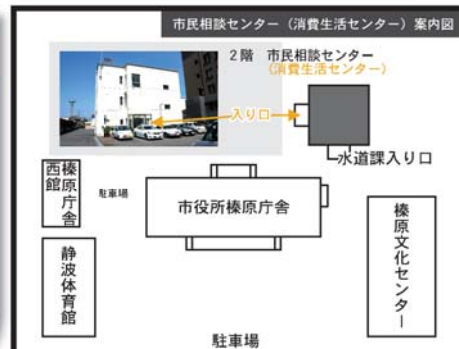 市民相談センター（消費生活センター）案内図
２階　市民相談センター
（消費生活センター）
入り口
水道課入り口
榛原庁舎
西館
駐車場
市役所榛原庁舎
静波体育館
榛原文化センター
駐車場